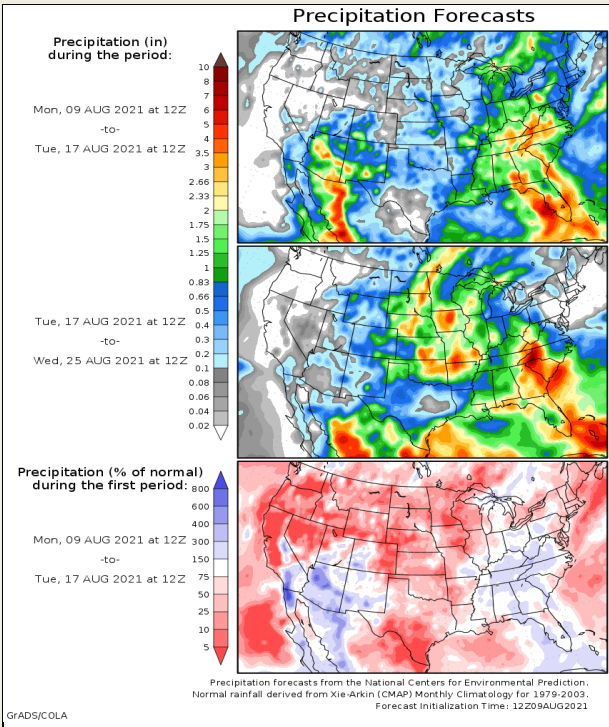 Precipitation Forecasts
Precipitation (in)
during the period:
Mon, 09 AUG 2021 at 12Z
-to-
Tue, 17 AUG 2021 at 12Z
10
8
7
6
5
4
3.5
3
2.66
2.33
2
1.75
1.5
1.25
1
0.83
0.66
0.5
0.4
0.3
0.2
0.1
0.08
0.06
0.04
0.02
Tue, 17 AUG 2021 at 12Z
-to-
Wed, 25 AUG 2021 at 12Z
Precipitation (% of normal)
during the first period:
Mon, 09 AUG 2021 at 12Z
-to-
Tue, 17 AUG 2021 at 12Z
800
600
400
300
150
75
50
25
10
5
Precipitation forecasts from the National Centers for Environmental Prediction.
Normal rainfall derived from Xie-Arkin (CMAP) Monthly Climatology for 1979-2003.
Forecast Initialization Time: 12Z09AUG2021
GrADS/COLA